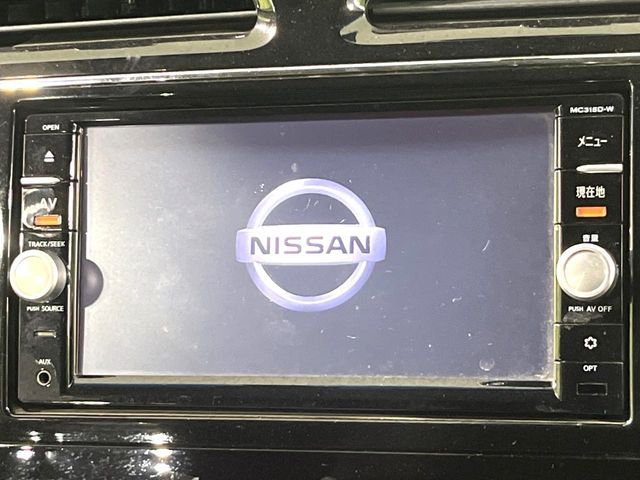 OPEN
AV
TRACK/SEEK
PUSH SOURCE
AUX
NISSAN
MC315D-W
メニュー
現在地
音量
PUSH AV OFF
OPT